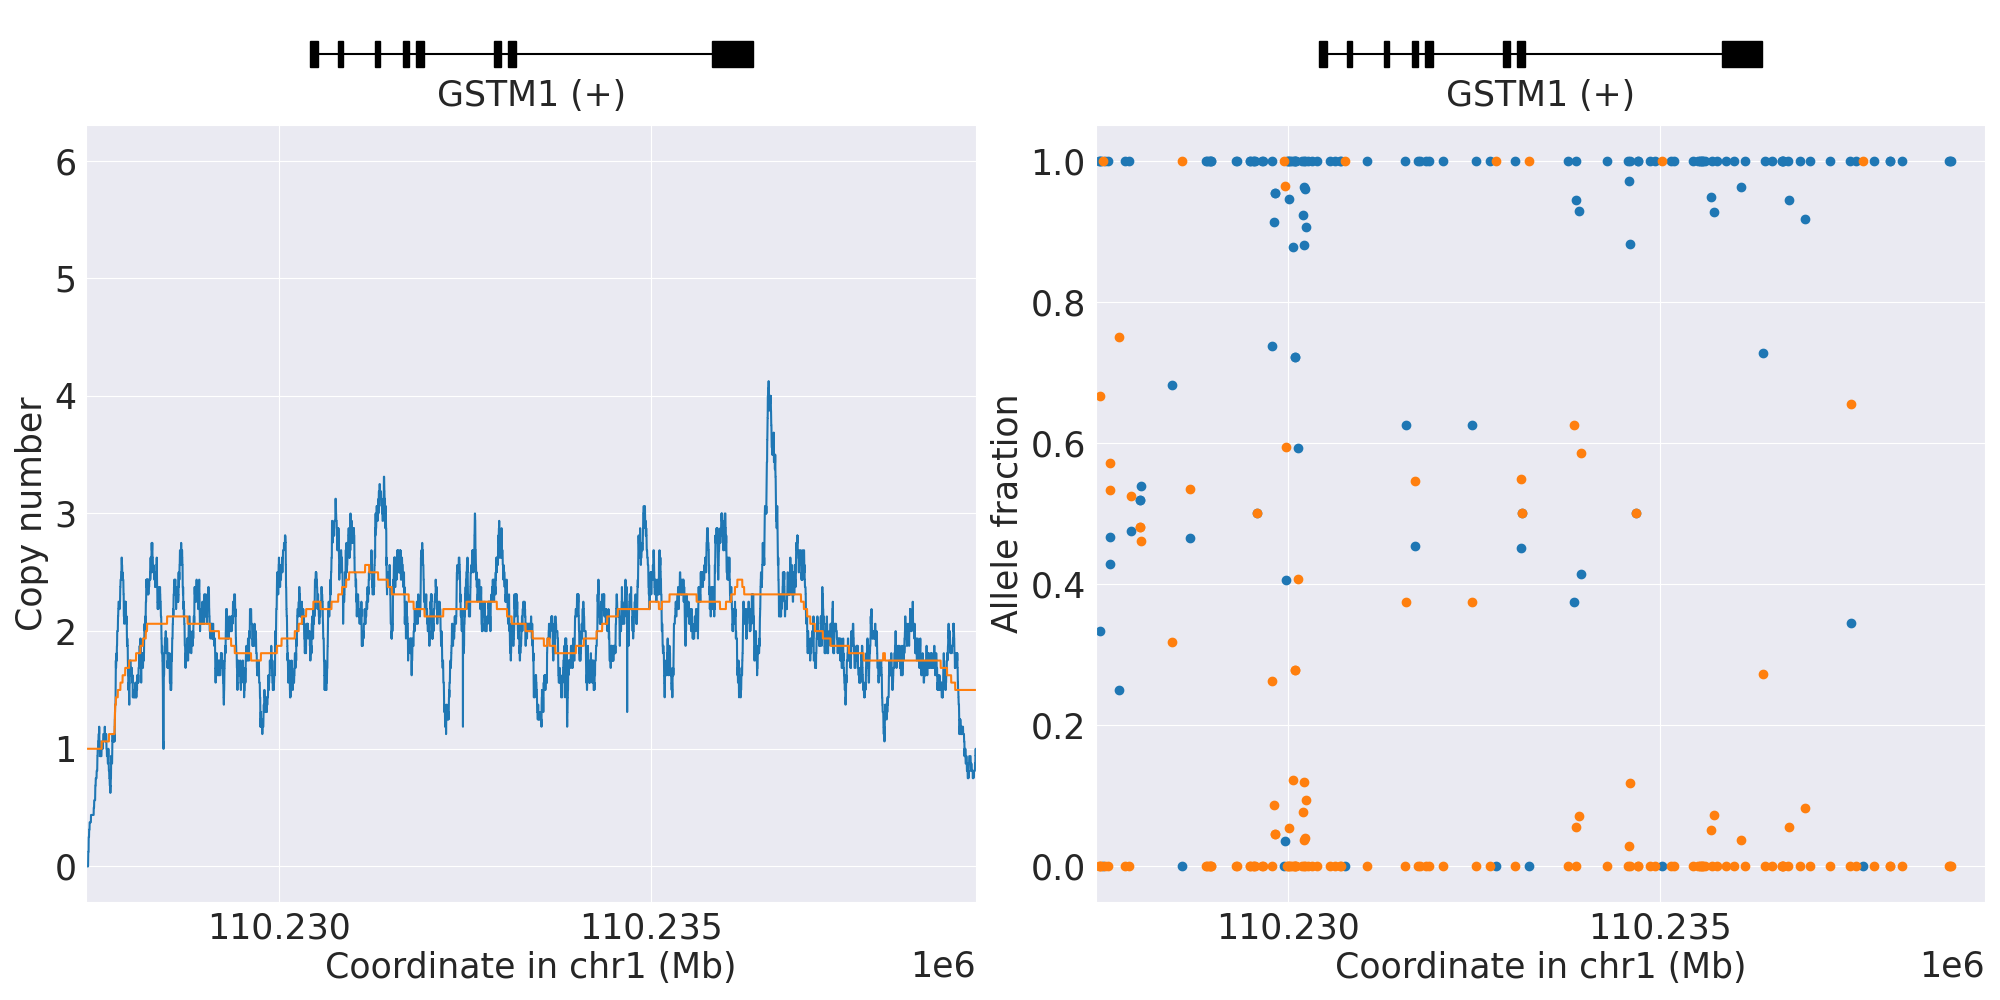 GSTM1 (+)
GSTM1 (+)
Copy number
6
5
4
3
2
1
0
110.230
110.235
Coordinate in chr1 (Mb)
1e6
Allele fraction
1.0
0.8
0.6
0.4
0.2
0.0
110.230
110.235
Coordinate in chr1 (Mb)
1e6